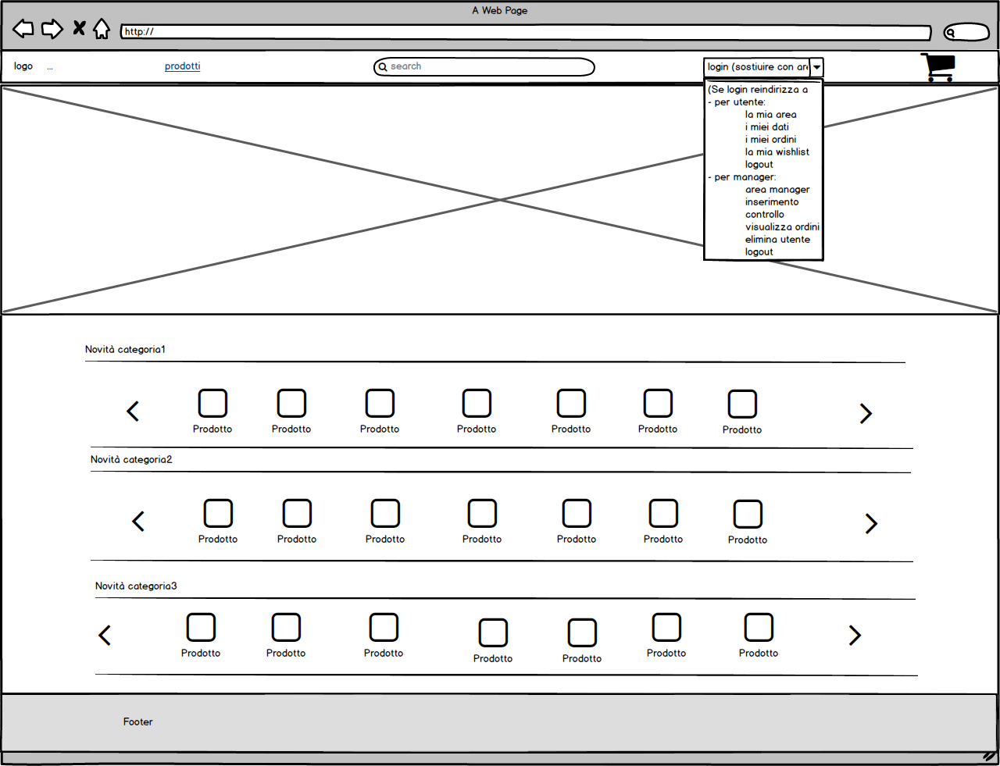 A Web Page
http://
logo
...
prodotti
search
login (sostiuire con are
(Se login reindirizza a
- per utente:
la mia area
i miei dati
i miei ordini
la mia wishlist
logout
- per manager:
area manager
inserimento
controllo
visualizza ordini
elimina utente
logout
Novità categoria1
Prodotto Prodotto Prodotto Prodotto Prodotto Prodotto Prodotto
Novità categoria2
Prodotto Prodotto Prodotto Prodotto Prodotto Prodotto Prodotto
Novità categoria3
Prodotto Prodotto Prodotto Prodotto Prodotto Prodotto Prodotto
Footer